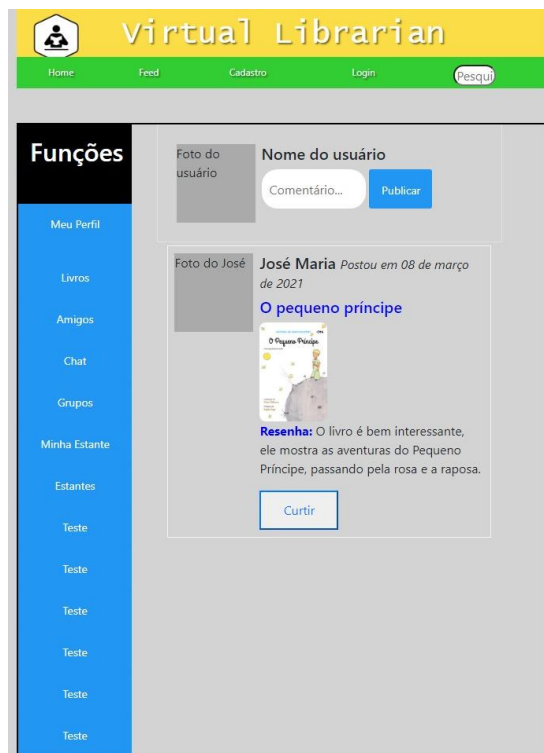 Virtual Librarian
Home Feed Cadastro Login Pesqui
Funções
Meu Perfil
Livros
Amigos
Chat
Grupos
Minha Estante
Estantes
Teste
Teste
Teste
Teste
Teste
Teste
Foto do
usuário
Nome do usuário
Comentário... Publicar
Foto do José
José Maria Postou em 08 de março
de 2021
O pequeno príncipe
O Pequeno Príncipe
Resenha: O livro é bem interessante,
ele mostra as aventuras do Pequeno
Príncipe, passando pela rosa e a raposa.
Curtir